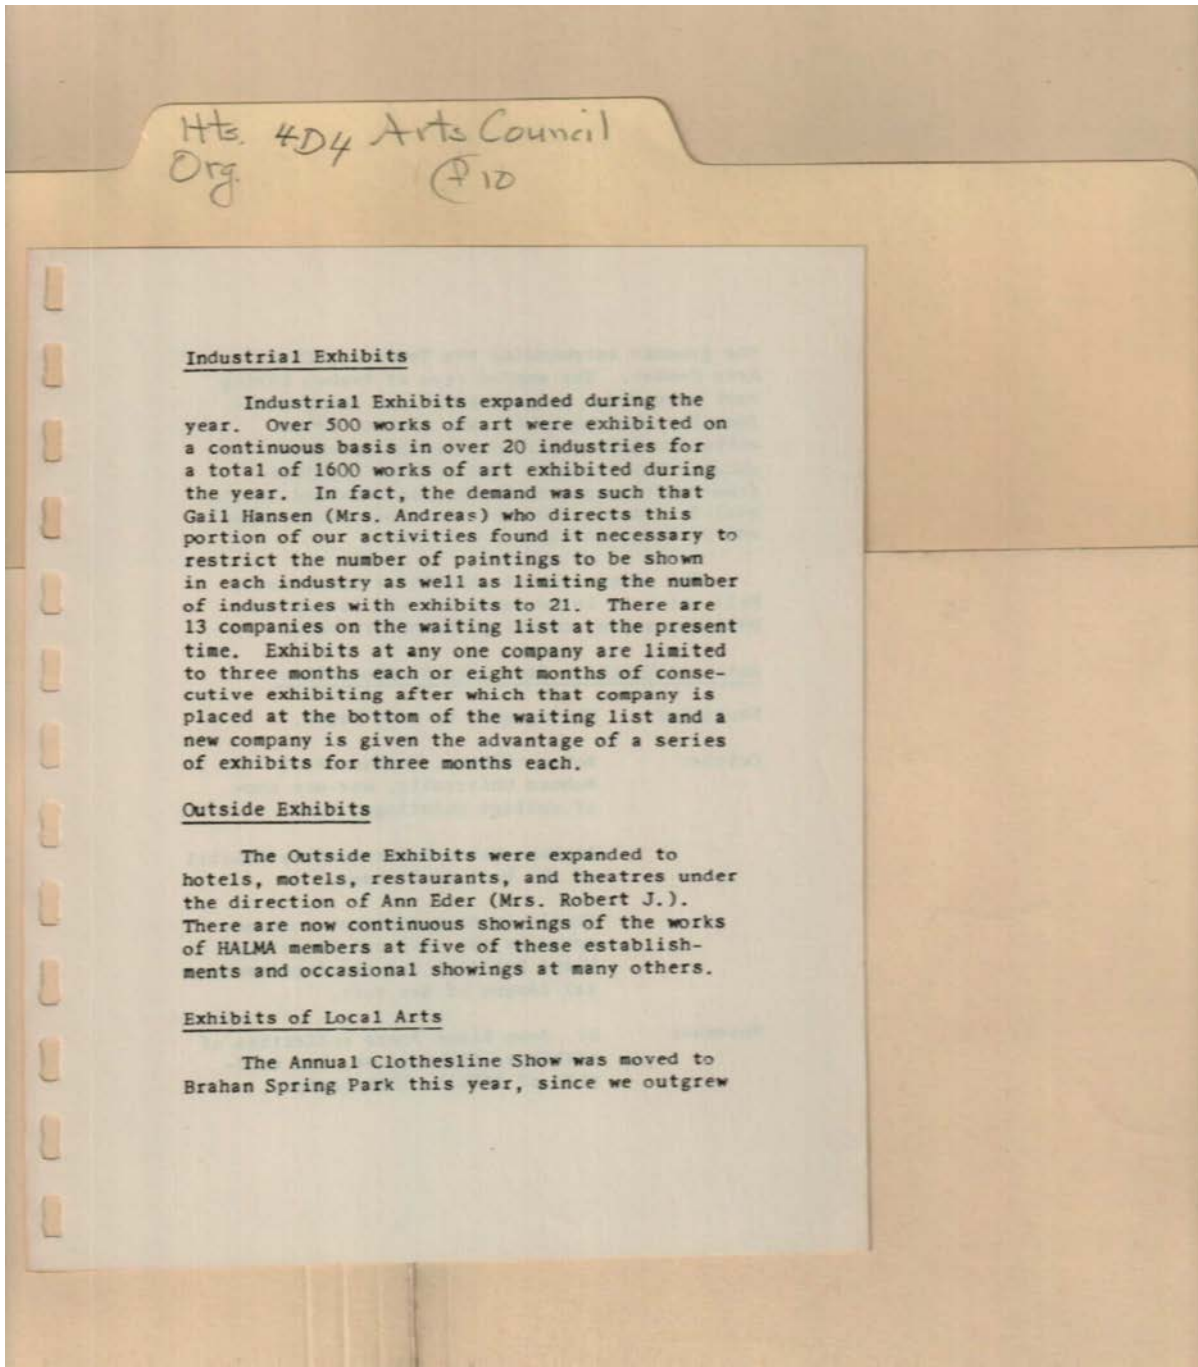 Hts. 4D4 Arts Council
Org. P10
Industrial Exhibits
Industrial Exhibits expanded during the
year. Over 500 works of art were exhibited on
a continuous basis in over 20 industries for
a total of 1600 works of art exhibited during
the year. In fact, the demand was such that
Gail Hansen (Mrs. Andreas) who directs this
portion of our activities found it necessary to
restrict the number of paintings to be shown
in each industry as well as limiting the number
of industries with exhibits to 21. There are
13 companies on the waiting list at the present
time. Exhibits at any one company are limited
to three months each or eight months of conse-
cutive exhibiting after which that company is
placed at the bottom of the waiting list and a
new company is given the advantage of a series
of exhibits for three months each.
Outside Exhibits
The Outside Exhibits were expanded to
hotels, motels, restaurants, and theatres under
the direction of Ann Eder (Mrs. Robert J.).
There are now continuous showings of the works
of HALMA members at five of these establish-
ments and occasional showings at many others.
Exhibits of Local Arts
The Annual Clothesline Show was moved to
Brahan Spring Park this year, since we outgrew